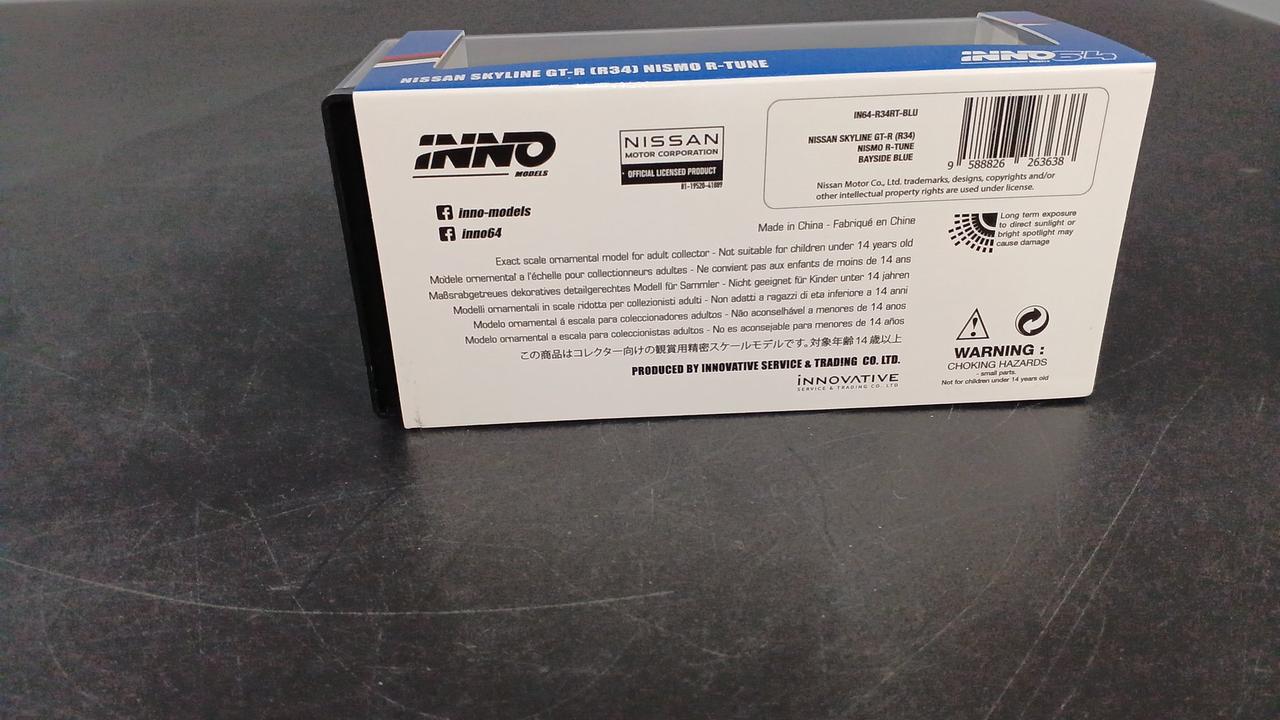 NISSAN SKYLINE GT-R (R34) NISMO R-TUNE
INNO64
MODELS
INNO
MODELS
NISSAN
MOTOR CORPORATION
OFFICIAL LICENSED PRODUCT
01-19520-41889
IN64-R34RT-BLU
NISSAN SKYLINE GT-R (R34)
NISMO R-TUNE
BAYSIDE BLUE
9 588826 263638
Nissan Motor Co., Ltd. trademarks, designs, copyrights and/or
other intellectual property rights are used under license.
inno-models
inno64
Made in China - Fabriqué en Chine
Long term exposure
to direct sunlight or
bright spotlight may
cause damage
Exact scale ornamental model for adult collector - Not suitable for children under 14 years old
Modele ornemental a l'échelle pour collectionneurs adultes - Ne convient pas aux enfants de moins de 14 ans
Maßsrabgetreues dekoratives detailgerechtes Modell für Sammler - Nicht geeignet für Kinder unter 14 jahren
Modelli ornamentali in scale ridotta per collezionisti adulti - Non adatti a ragazzi di eta inferiore a 14 anni
Modelo ornamental á escala para coleccionadores adultos - Não aconselhável a menores de 14 anos
Modelo ornamental a escala para coleccionistas adultos - No es aconsejable para menores de 14 años
この商品はコレクター向けの観賞用精密スケールモデルです。対象年齢14歳以上
PRODUCED BY INNOVATIVE SERVICE & TRADING CO. LTD.
INNOVATIVE
SERVICE & TRADING CO. LTD
WARNING :
CHOKING HAZARDS
- small parts.
Not for children under 14 years old